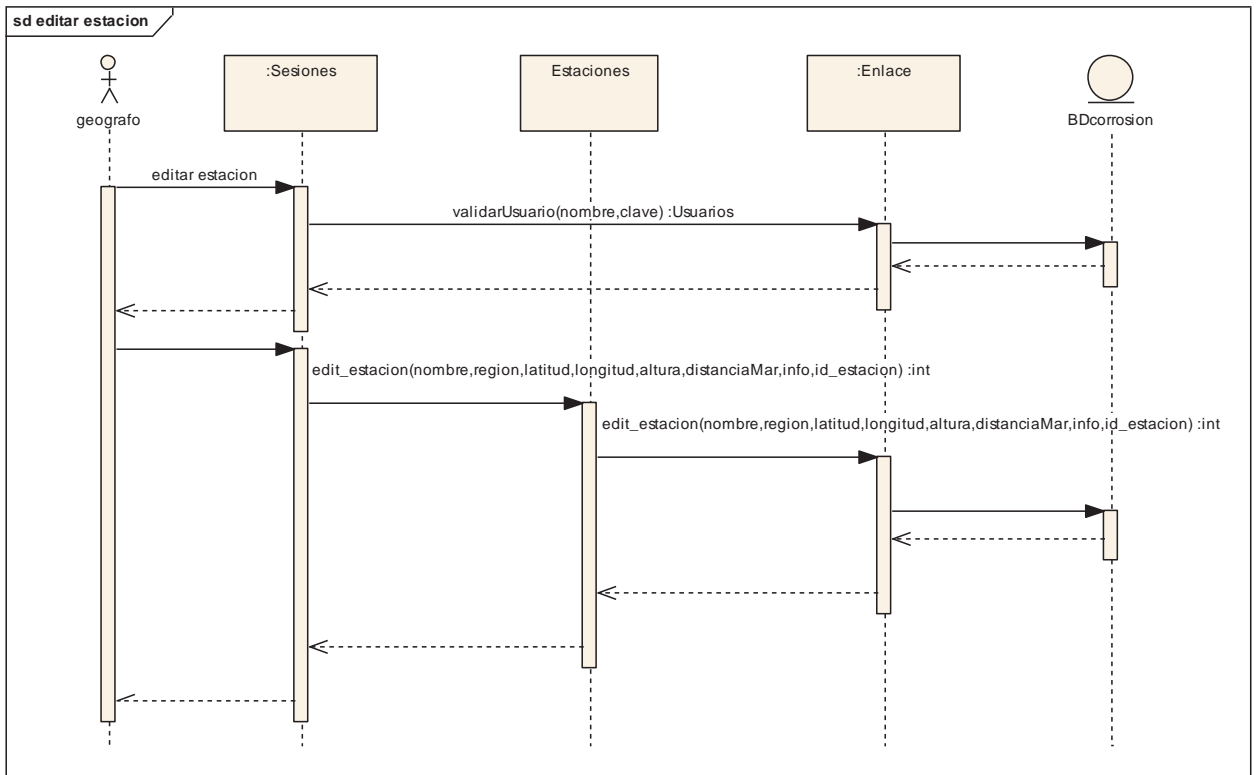 sd editar estacion
geografo
:Sesiones
Estaciones
:Enlace
BDcorrosion
editar estacion
validarUsuario(nombre,clave) :Usuarios
edit_estacion(nombre,region,latitud,longitud,altura,distanciaMar,info,id_estacion) :int
edit_estacion(nombre,region,latitud,longitud,altura,distanciaMar,info,id_estacion) :int